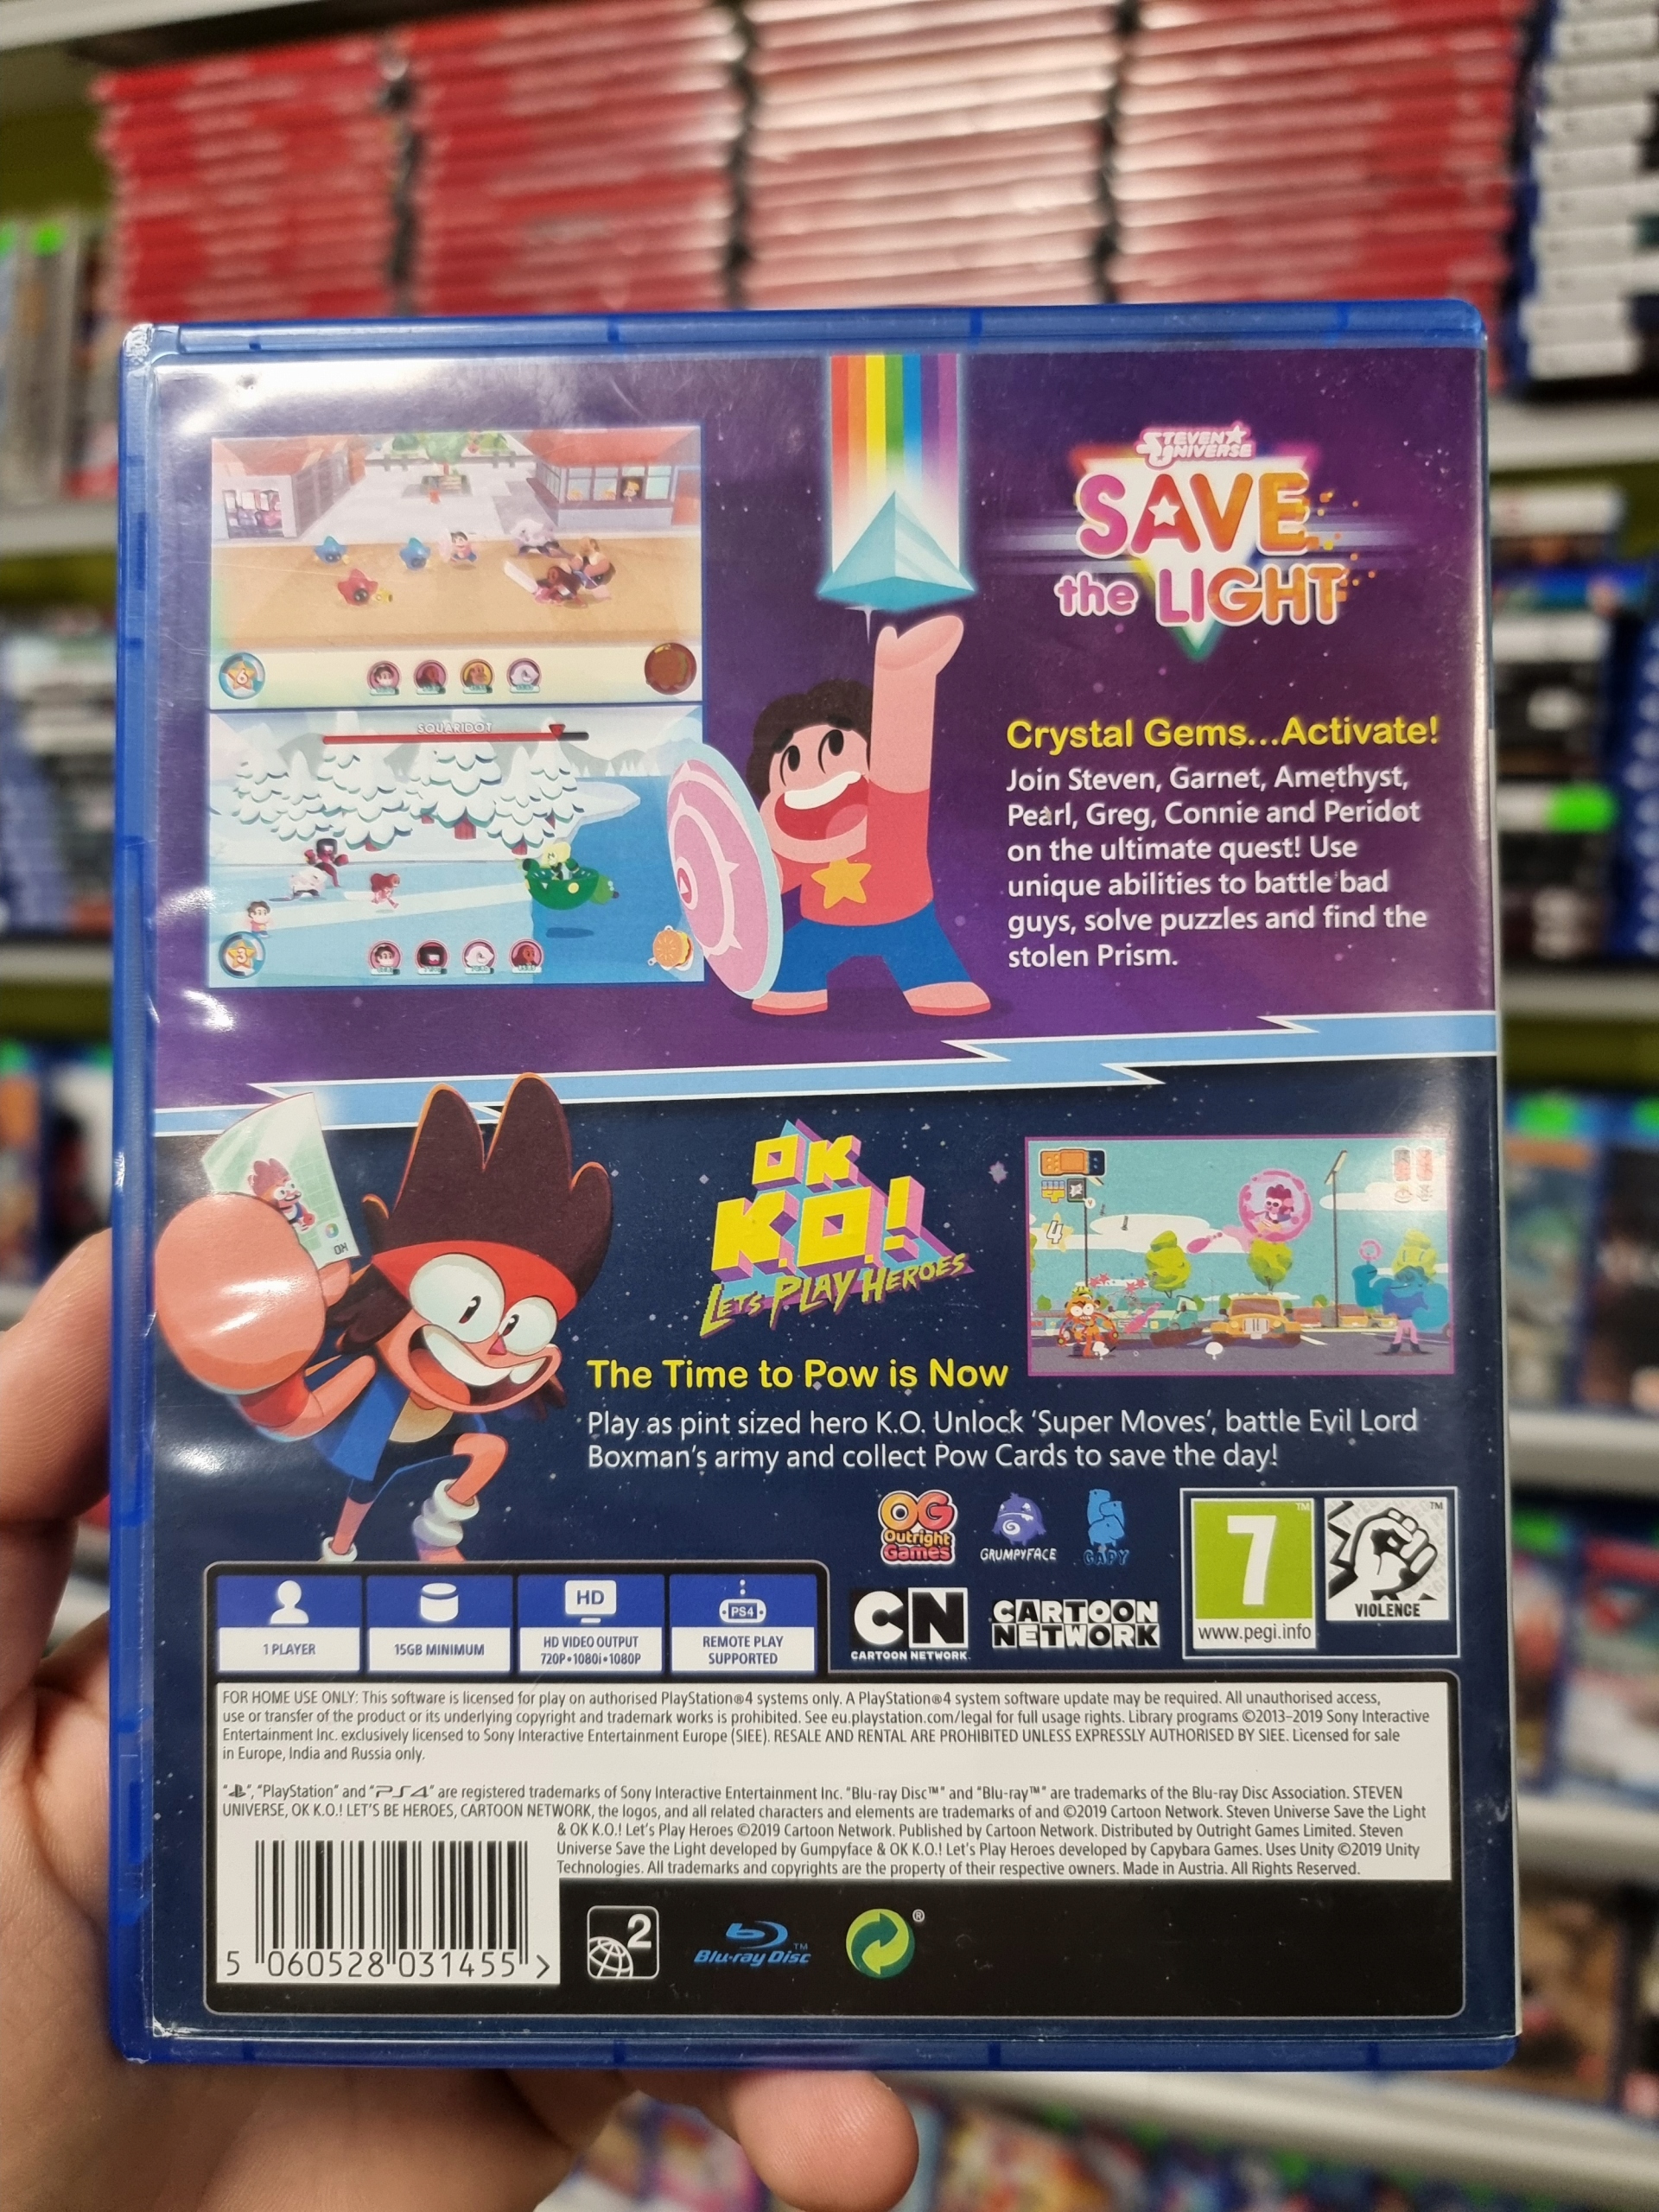 STEVEN
UNIVERSE
SAVE
the LIGHT
SQUARIDOT
6
3
Crystal Gems...Activate!
Join Steven, Garnet, Amethyst,
Pearl, Greg, Connie and Peridot
on the ultimate quest! Use
unique abilities to battle bad
guys, solve puzzles and find the
stolen Prism.
KO
OK
K.O.!
LET'S PLAY HEROES
4
The Time to Pow is Now
Play as pint sized hero K.O. Unlock ‘Super Moves’, battle Evil Lord
Boxman’s army and collect Pow Cards to save the day!
OG
Outright
Games
GRUMPYFACE
CAPY
7
TM
www.pegi.info
TM
VIOLENCE
CN
CARTOON NETWORK.
CARTOON
NETWORK
1 PLAYER
15GB MINIMUM
HD
HD VIDEO OUTPUT
720P•1080i•1080P
PS4
REMOTE PLAY
SUPPORTED
FOR HOME USE ONLY: This software is licensed for play on authorised PlayStation®4 systems only. A PlayStation®4 system software update may be required. All unauthorised access,
use or transfer of the product or its underlying copyright and trademark works is prohibited. See eu.playstation.com/legal for full usage rights. Library programs ©2013–2019 Sony Interactive
Entertainment Inc. exclusively licensed to Sony Interactive Entertainment Europe (SIEE). RESALE AND RENTAL ARE PROHIBITED UNLESS EXPRESSLY AUTHORISED BY SIEE. Licensed for sale
in Europe, India and Russia only.
“ ”, “PlayStation” and “PS4” are registered trademarks of Sony Interactive Entertainment Inc. "Blu-ray Disc™" and "Blu-ray™" are trademarks of the Blu-ray Disc Association. STEVEN
UNIVERSE, OK K.O.! LET’S BE HEROES, CARTOON NETWORK, the logos, and all related characters and elements are trademarks of and ©2019 Cartoon Network. Steven Universe Save the Light
& OK K.O.! Let’s Play Heroes ©2019 Cartoon Network. Published by Cartoon Network. Distributed by Outright Games Limited. Steven
Universe Save the Light developed by Gumpyface & OK K.O.! Let’s Play Heroes developed by Capybara Games. Uses Unity ©2019 Unity
Technologies. All trademarks and copyrights are the property of their respective owners. Made in Austria. All Rights Reserved.
5 060528 031455 >
2
Blu-ray Disc™
®